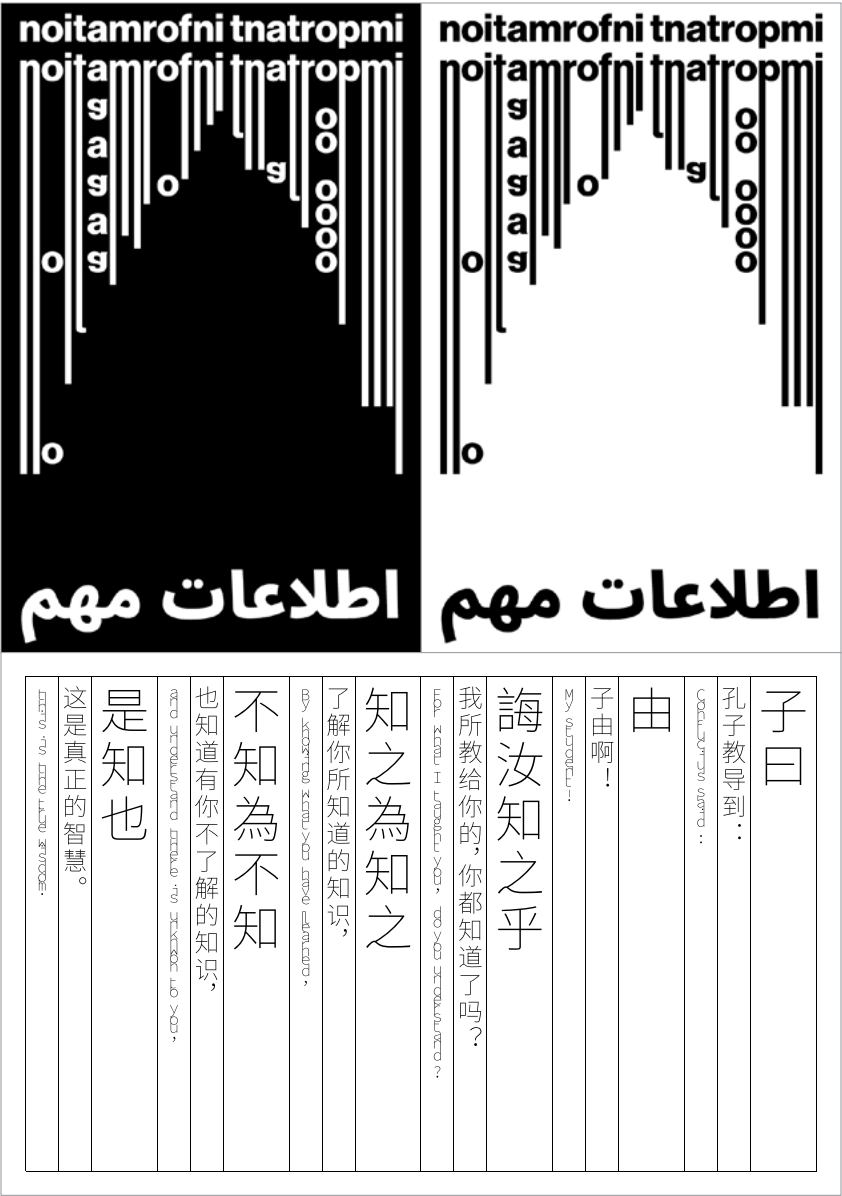 noitamrofni tnatropmi
noitamrofni tnatropmi
اطلاعات مهم
noitamrofni tnatropmi
noitamrofni tnatropmi
اطلاعات مهم
子曰
孔子教导到：
Confucius said :
由
子由啊！
My student!
誨汝知之乎
我所教给你的，你都知道了吗？
For what I taught you, do you understand?
知之為知之
了解你所知道的知识，
By knowing what you have leaned,
不知為不知
也知道有你不了解的知识，
and understand there is unknown to you,
是知也
这是真正的智慧。
this is the true wisdom.